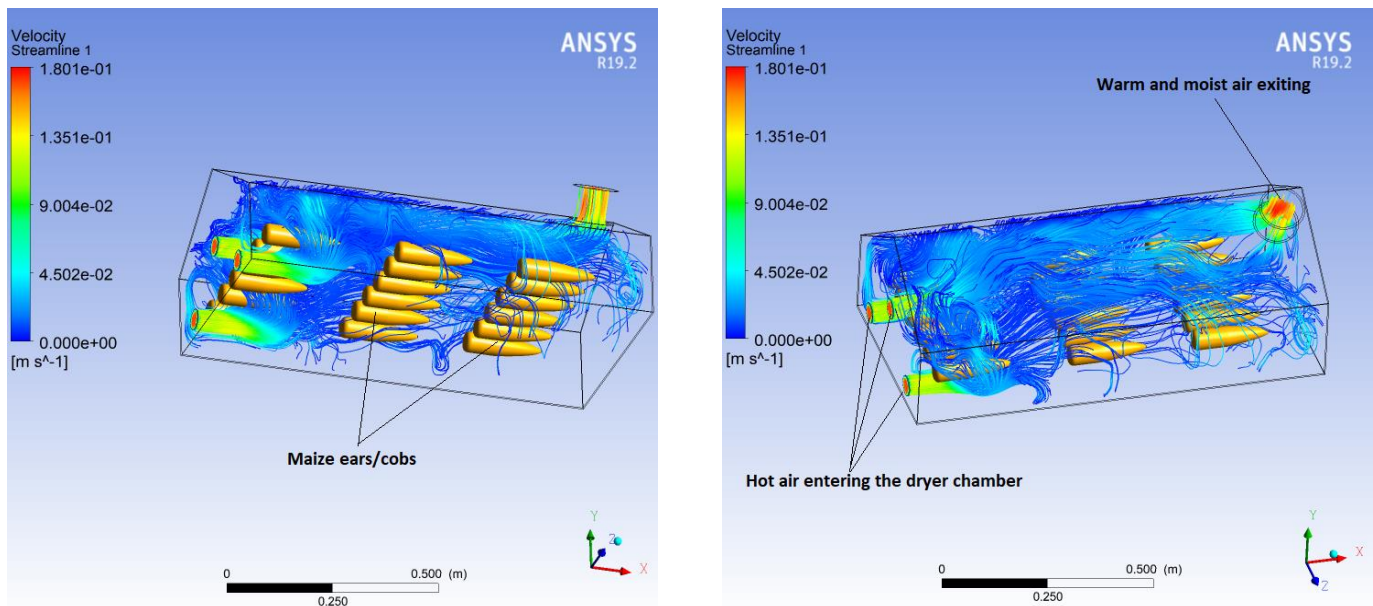 Velocity
Streamline 1
1.801e-01
1.351e-01
9.004e-02
4.502e-02
0.000e+00
[m s^-1]
ANSYS
R19.2
Maize ears/cobs
Y
Z
X
0
0.500 (m)
0.250
Velocity
Streamline 1
1.801e-01
1.351e-01
9.004e-02
4.502e-02
0.000e+00
[m s^-1]
ANSYS
R19.2
Warm and moist air exiting
Hot air entering the dryer chamber
Y
X
Z
0
0.500 (m)
0.250